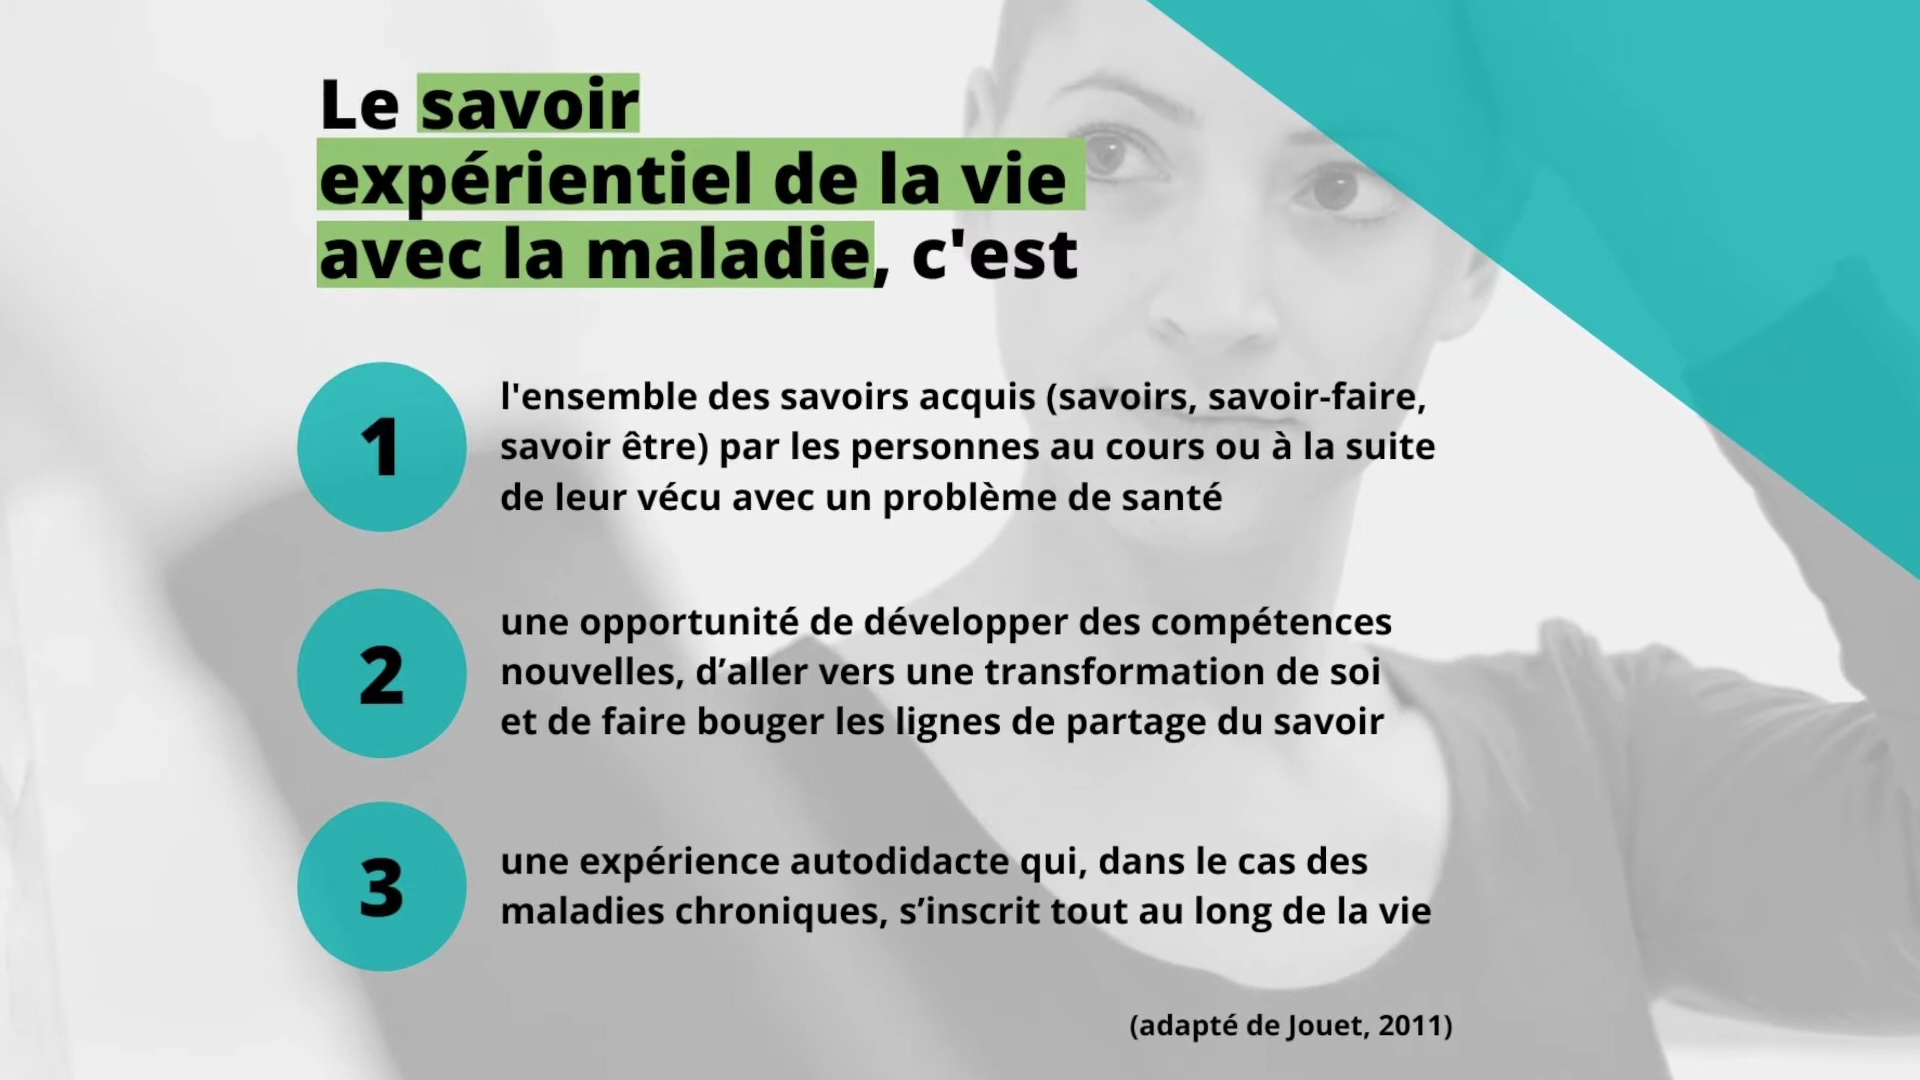 Le savoir
expérientiel de la vie
avec la maladie, c'est
1
l'ensemble des savoirs acquis (savoirs, savoir-faire,
savoir être) par les personnes au cours ou à la suite
de leur vécu avec un problème de santé
2
une opportunité de développer des compétences
nouvelles, d’aller vers une transformation de soi
et de faire bouger les lignes de partage du savoir
3
une expérience autodidacte qui, dans le cas des
maladies chroniques, s’inscrit tout au long de la vie
(adapté de Jouet, 2011)